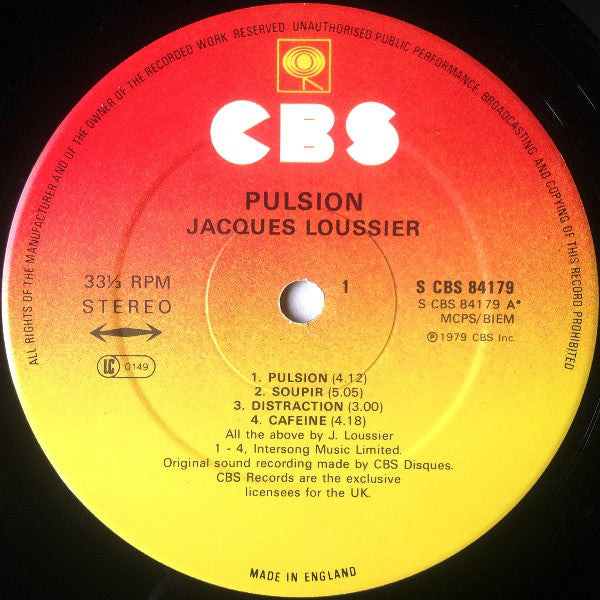 ALL RIGHTS OF THE MANUFACTURER AND OF THE OWNER OF THE RECORDED WORK RESERVED · UNAUTHORISED PUBLIC PERFORMANCE, BROADCASTING AND COPYING OF THIS RECORD PROHIBITED
CBS
PULSION
JACQUES LOUSSIER
33⅓ RPM
STEREO
LC 0149
1
S CBS 84179
S CBS 84179 A*
MCPS/BIEM
℗ 1979 CBS Inc.
1. PULSION (4.12)
2. SOUPIR (5.05)
3. DISTRACTION (3.00)
4. CAFEINE (4.18)
All the above by J. Loussier
1 - 4, Intersong Music Limited.
Original sound recording made by CBS Disques.
CBS Records are the exclusive
licensees for the UK.
MADE IN ENGLAND